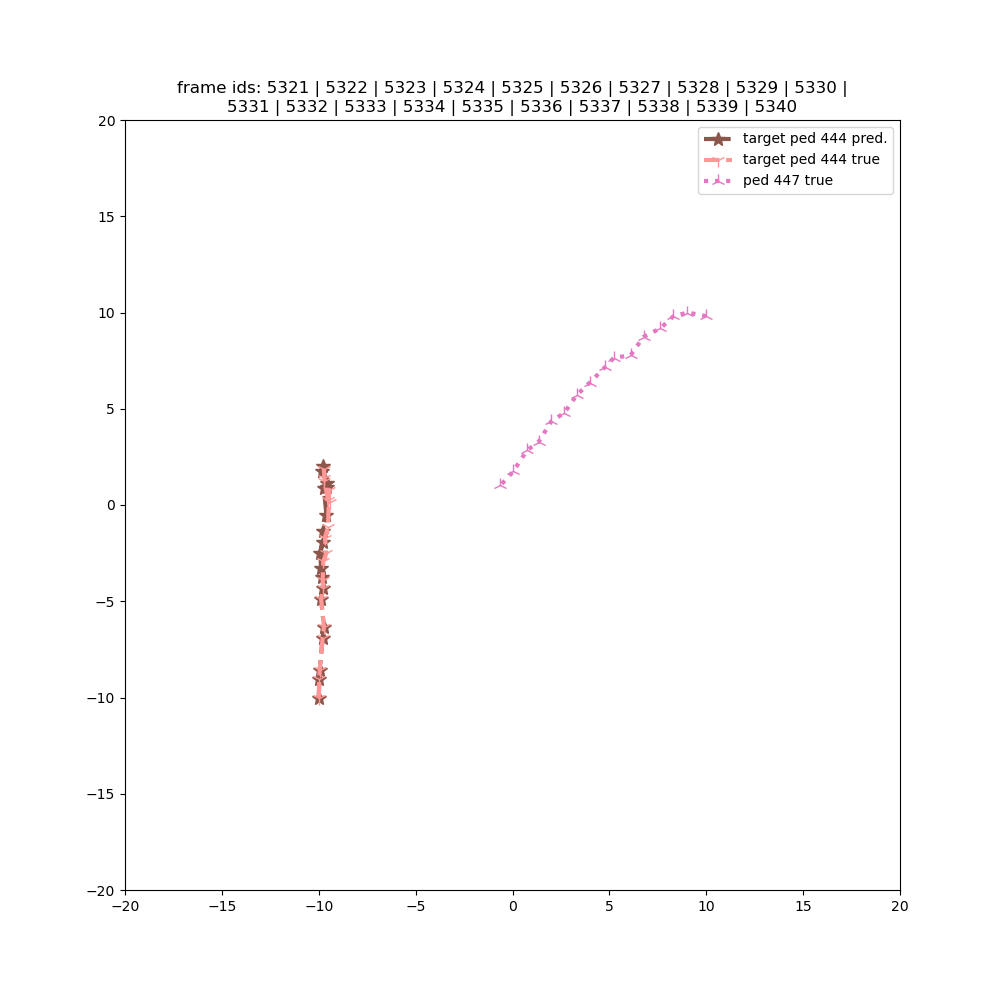 frame ids: 5321 | 5322 | 5323 | 5324 | 5325 | 5326 | 5327 | 5328 | 5329 | 5330 |
5331 | 5332 | 5333 | 5334 | 5335 | 5336 | 5337 | 5338 | 5339 | 5340
target ped 444 pred.
target ped 444 true
ped 447 true
20
15
10
5
0
−5
−10
−15
−20
−20 −15 −10 −5 0 5 10 15 20